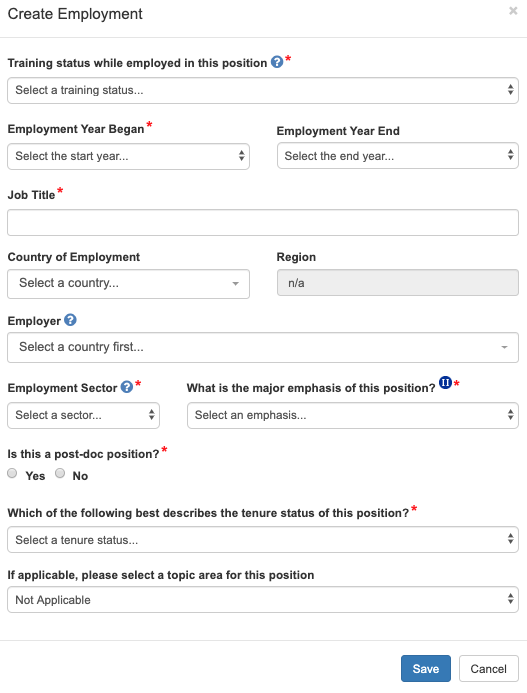 Create Employment ×
Training status while employed in this position ? *
Select a training status...
Employment Year Began * Employment Year End
Select the start year... Select the end year...
Job Title *
Country of Employment Region
Select a country... n/a
Employer ?
Select a country first...
Employment Sector ? * What is the major emphasis of this position? II *
Select a sector... Select an emphasis...
Is this a post-doc position? *
Yes No
Which of the following best describes the tenure status of this position? *
Select a tenure status...
If applicable, please select a topic area for this position
Not Applicable
Save Cancel